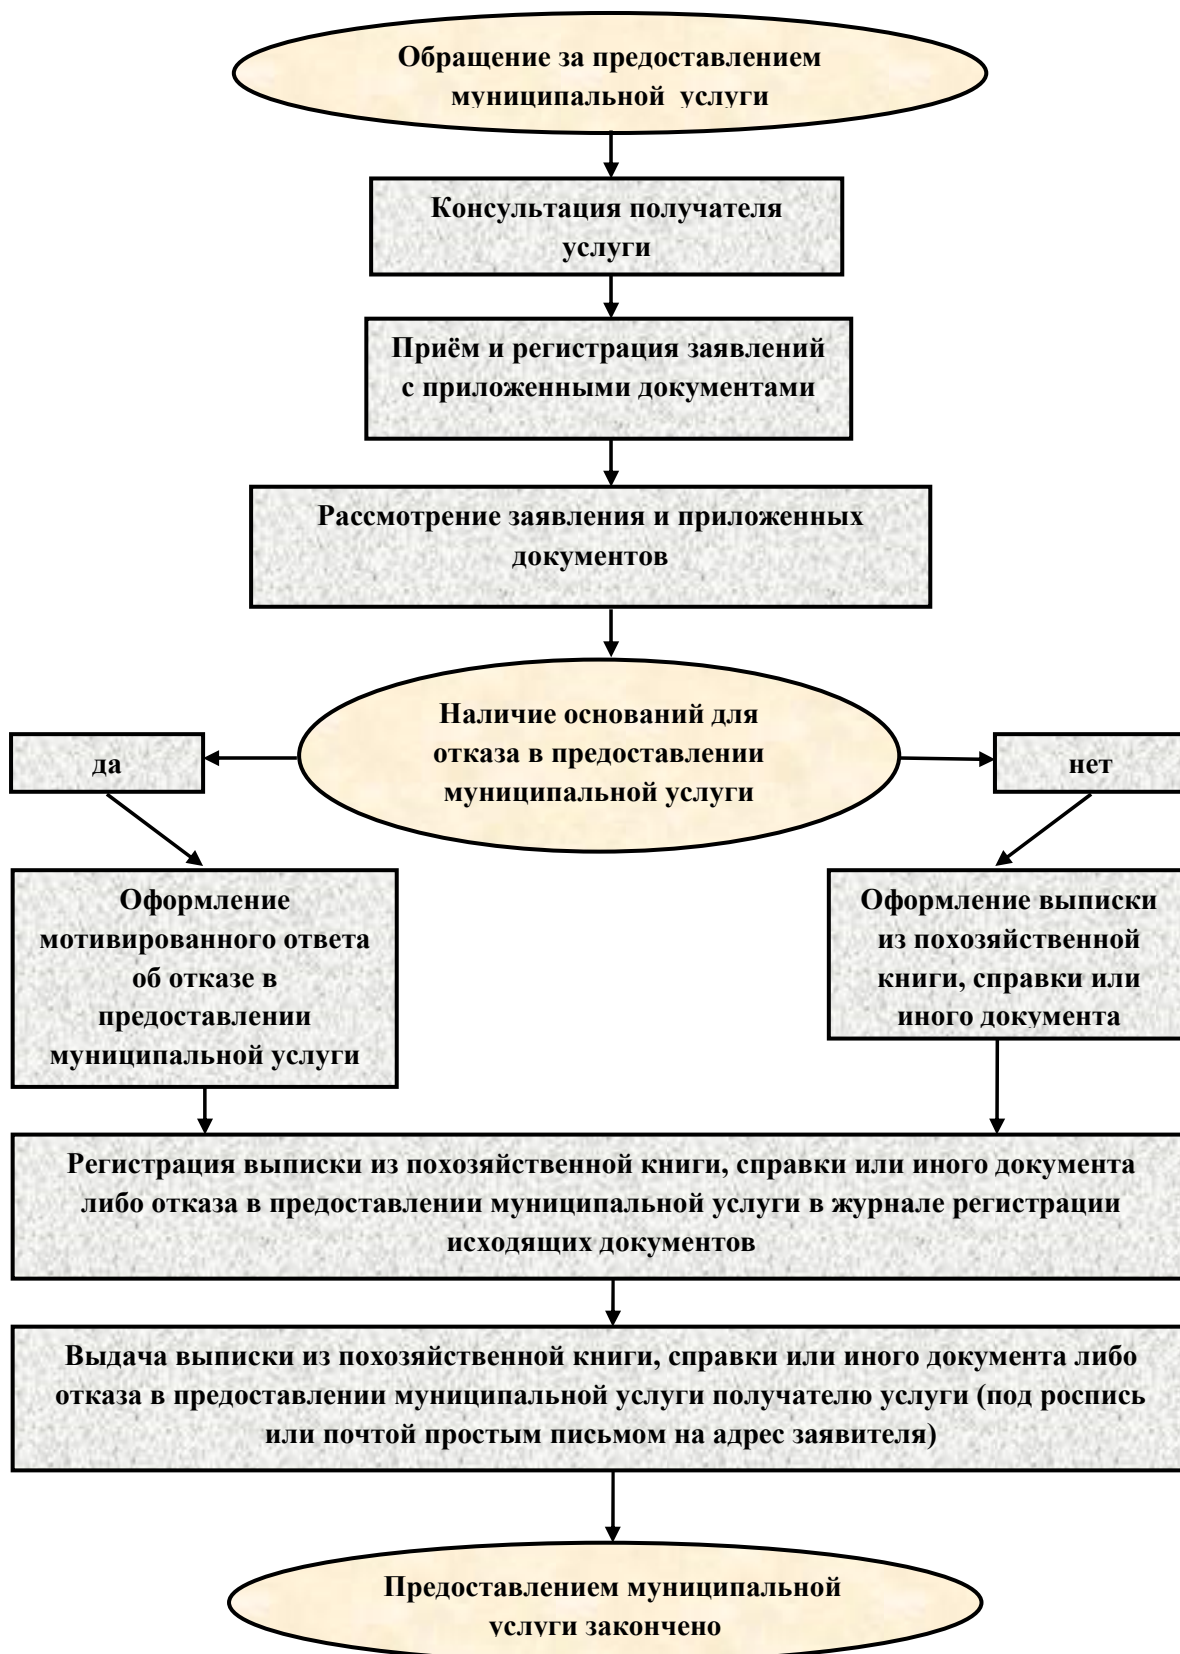 Обращение за предоставлением
муниципальной услуги
Консультация получателя
услуги
Приём и регистрация заявлений
с приложенными документами
Рассмотрение заявления и приложенных
документов
Наличие оснований для
отказа в предоставлении
муниципальной услуги
да
нет
Оформление
мотивированного ответа
об отказе в
предоставлении
муниципальной услуги
Оформление выписки
из похозяйственной
книги, справки или
иного документа
Регистрация выписки из похозяйственной книги, справки или иного документа
либо отказа в предоставлении муниципальной услуги в журнале регистрации
исходящих документов
Выдача выписки из похозяйственной книги, справки или иного документа либо
отказа в предоставлении муниципальной услуги получателю услуги (под роспись
или почтой простым письмом на адрес заявителя)
Предоставлением муниципальной
услуги закончено